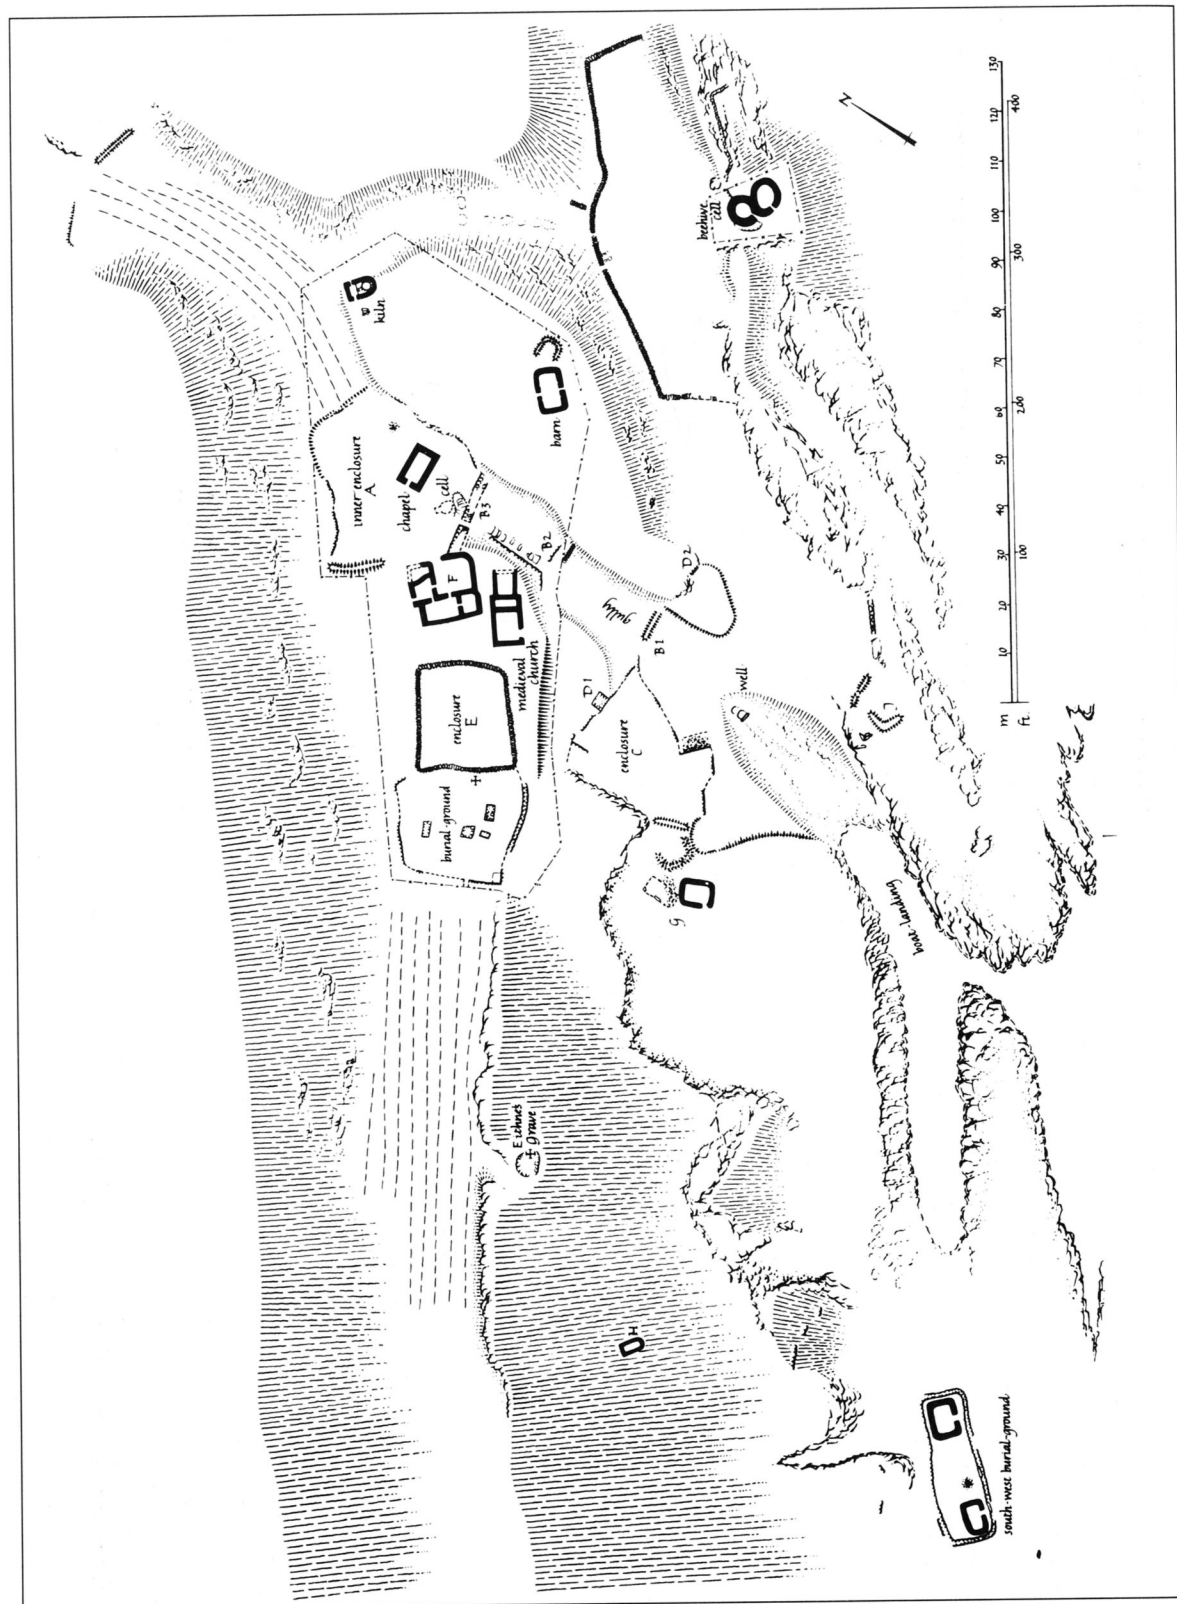 N
kiln
beehive
cell
barn
inner enclosure
A
chapel
cell
B3
B2
F
D2
gully
B1
medieval
church
D1
enclosure
E
enclosure
C
well
burial-ground
G
boat-landing
Eithne's
grave
H
south-west burial-ground
m
10
20
30
40
50
60
70
80
90
100
110
120
130
ft.
100
200
300
400